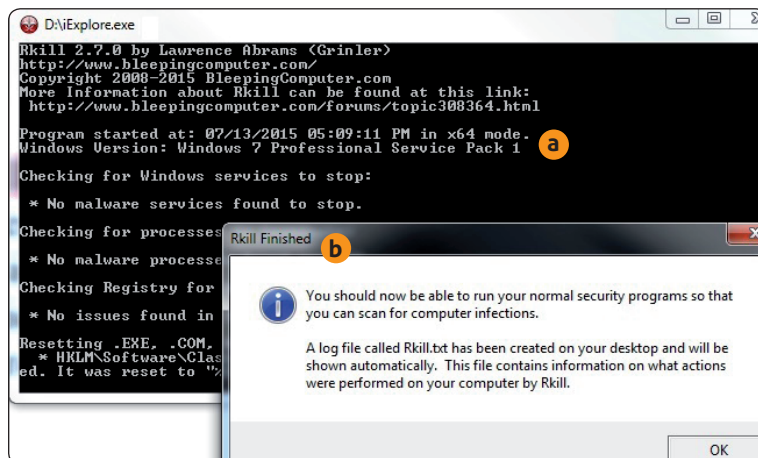 D:\iExplore.exe
Rkill 2.7.0 by Lawrence Abrams (Grinler)
http://www.bleepingcomputer.com/
Copyright 2008-2015 BleepingComputer.com
More Information about Rkill can be found at this link:
http://www.bleepingcomputer.com/forums/topic308364.html
Program started at: 07/13/2015 05:09:11 PM in x64 mode.
Windows Version: Windows 7 Professional Service Pack 1
a
Checking for Windows services to stop:
* No malware services found to stop.
Checking for processes
* No malware processe
Checking Registry for
* No issues found in
Resetting .EXE, .COM,
* HKLM\Software\Clas
ed. It was reset to "%
Rkill Finished
b
You should now be able to run your normal security programs so that
you can scan for computer infections.
A log file called Rkill.txt has been created on your desktop and will be
shown automatically. This file contains information on what actions
were performed on your computer by Rkill.
OK